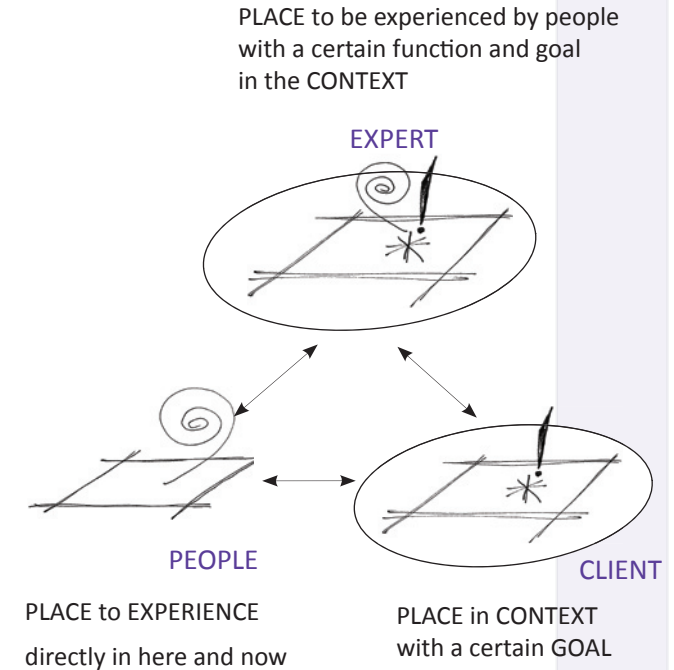 PLACE to be experienced by people
with a certain function and goal
in the CONTEXT
EXPERT
PEOPLE
CLIENT
PLACE to EXPERIENCE
directly in here and now
PLACE in CONTEXT
with a certain GOAL